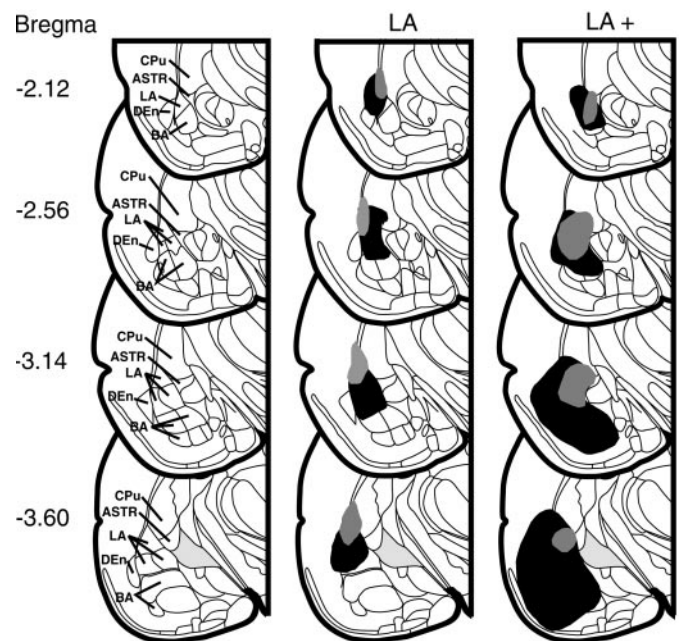 Bregma LA LA +
-2.12
CPu
ASTR
LA
DEn
BA
-2.56
CPu
ASTR
LA
DEn
BA
-3.14
CPu
ASTR
LA
DEn
BA
-3.60
CPu
ASTR
LA
DEn
BA